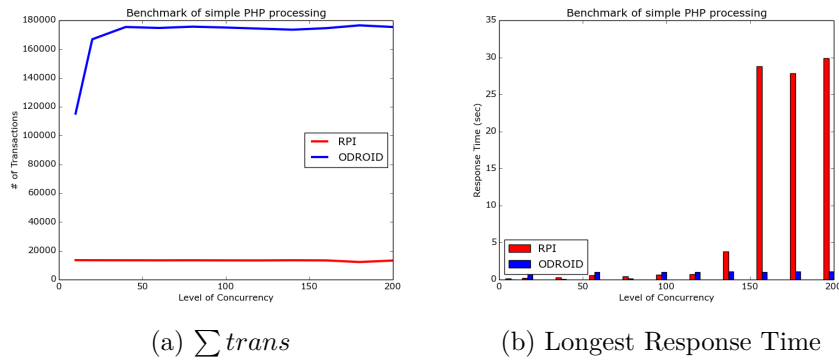 Benchmark of simple PHP processing
180000
160000
140000
120000
100000
80000
60000
40000
20000
0
# of Transactions
RPI
ODROID
0 50 100 150 200
Level of Concurrency
(a) ∑ trans
Benchmark of simple PHP processing
35
30
25
20
15
10
5
0
Response Time (sec)
RPI
ODROID
0 50 100 150 200
Level of Concurrency
(b) Longest Response Time